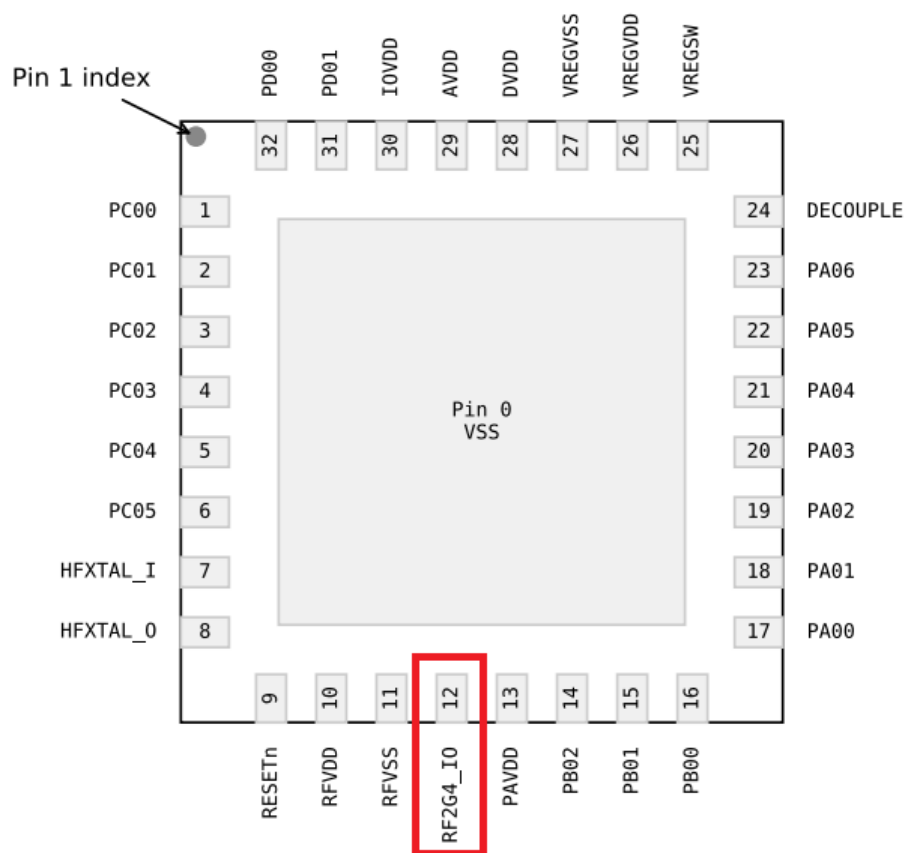 PD00 PD01 IOVDD AVDD DVDD VREGVSS VREGVDD VREGSW
Pin 1 index
32 31 30 29 28 27 26 25
PC00 1 24 DECOUPLE
PC01 2 23 PA06
PC02 3 22 PA05
PC03 4 21 PA04
Pin 0
VSS
PC04 5 20 PA03
PC05 6 19 PA02
HFXTAL_I 7 18 PA01
HFXTAL_O 8 17 PA00
9 10 11 12 13 14 15 16
RESETn RFVDD RFVSS RF2G4_IO PAVDD PB02 PB01 PB00